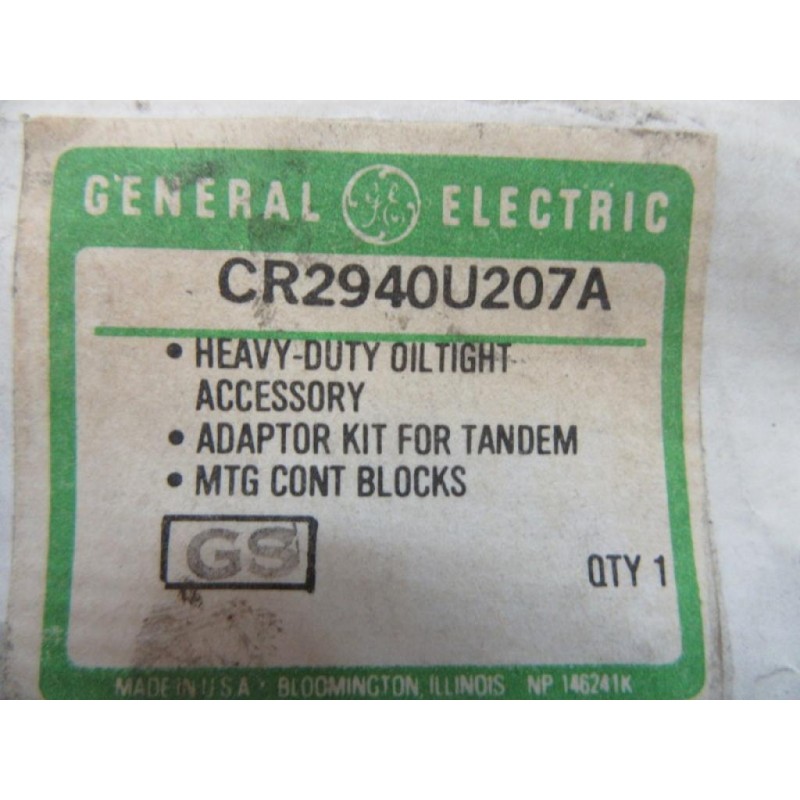 GENERAL GE ELECTRIC
CR2940U207A
• HEAVY-DUTY OILTIGHT
ACCESSORY
• ADAPTOR KIT FOR TANDEM
• MTG CONT BLOCKS
GS
QTY 1
MADE IN U.S.A • BLOOMINGTON, ILLINOIS NP 146241K